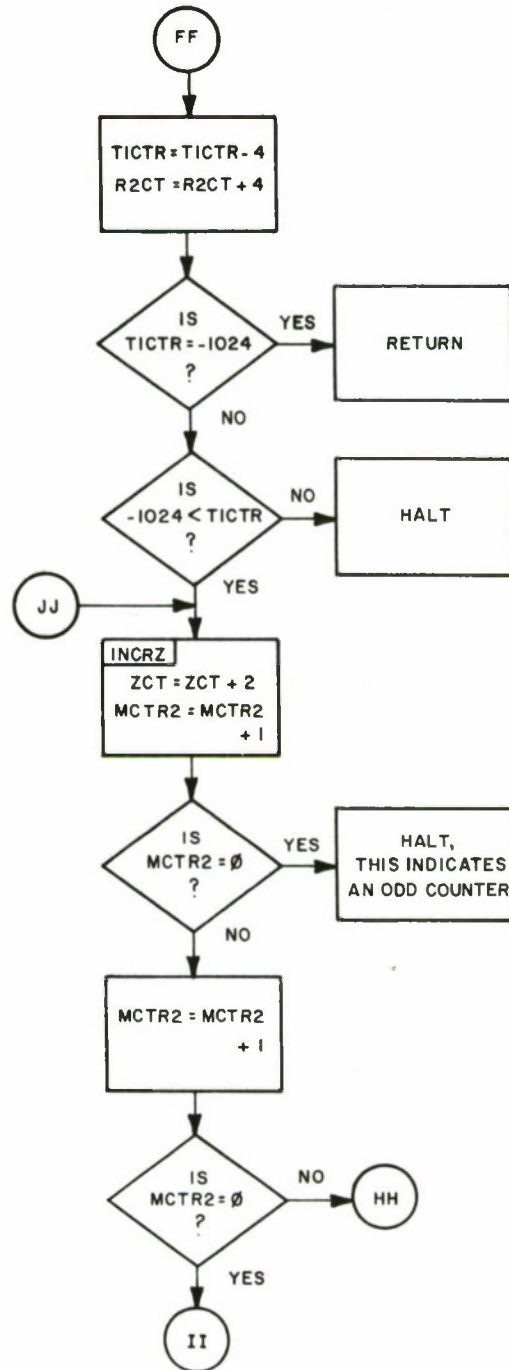 FF
TICTR=TICTR-4
R2CT=R2CT+4
IS
TICTR=-1024
?
YES
RETURN
NO
IS
-1024<TICTR
?
NO
HALT
YES
JJ
INCRZ
ZCT=ZCT+2
MCTR2=MCTR2
+1
IS
MCTR2=Ø
?
YES
HALT,
THIS INDICATES
AN ODD COUNTER
NO
MCTR2=MCTR2
+1
IS
MCTR2=Ø
?
NO
HH
YES
II